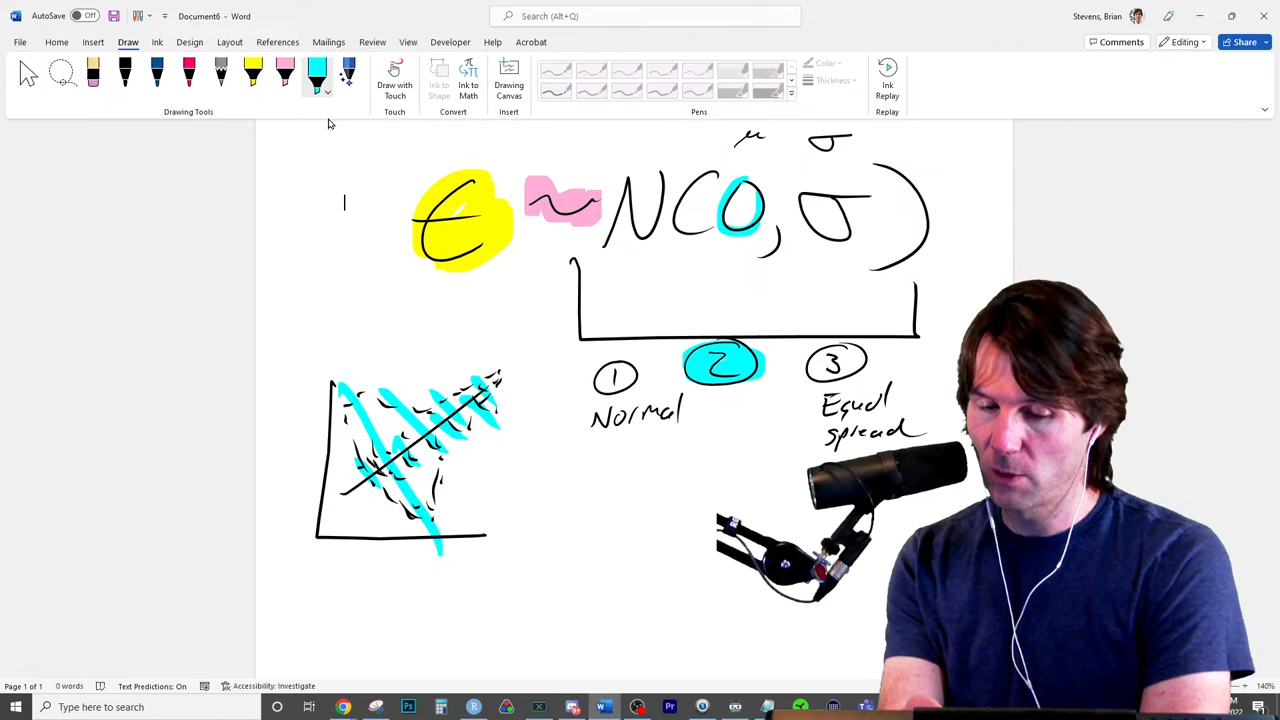 AutoSave Off Document6 - Word Search (Alt+Q) Stevens, Brian
File Home Insert Draw Ink Design Layout References Mailings Review View Developer Help Acrobat Comments Editing Share
Draw with Touch Ink to Shape Ink to Math Drawing Canvas Color Thickness Ink Replay
Drawing Tools Touch Convert Insert Pens Replay
μ σ
ϵ ~ N(0, σ)
1 2 3
Normal Equal
spread
Page 1 of 1 0 words Text Predictions: On Accessibility: Investigate 140%
Type here to search